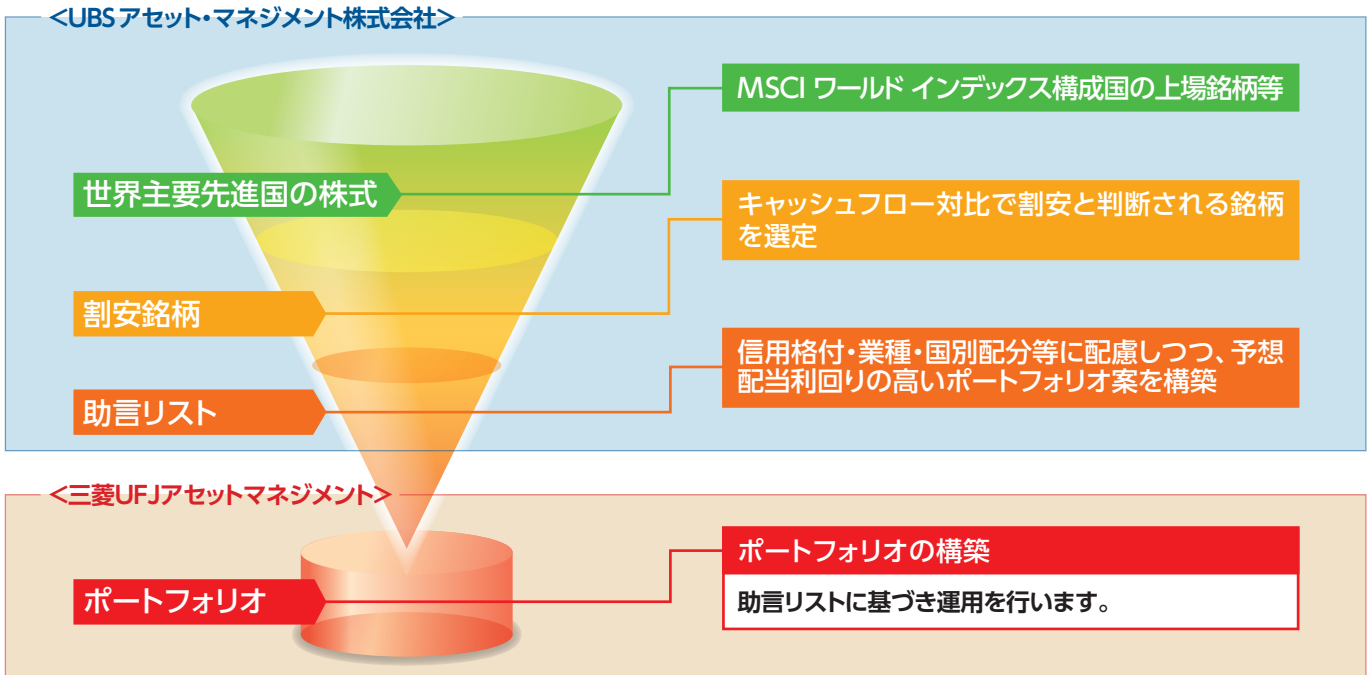 <UBSアセット・マネジメント株式会社>
MSCI ワールド インデックス構成国の上場銘柄等
世界主要先進国の株式
キャッシュフロー対比で割安と判断される銘柄
を選定
割安銘柄
信用格付・業種・国別配分等に配慮しつつ、予想
配当利回りの高いポートフォリオ案を構築
助言リスト
<三菱UFJアセットマネジメント>
ポートフォリオの構築
ポートフォリオ
助言リストに基づき運用を行います。